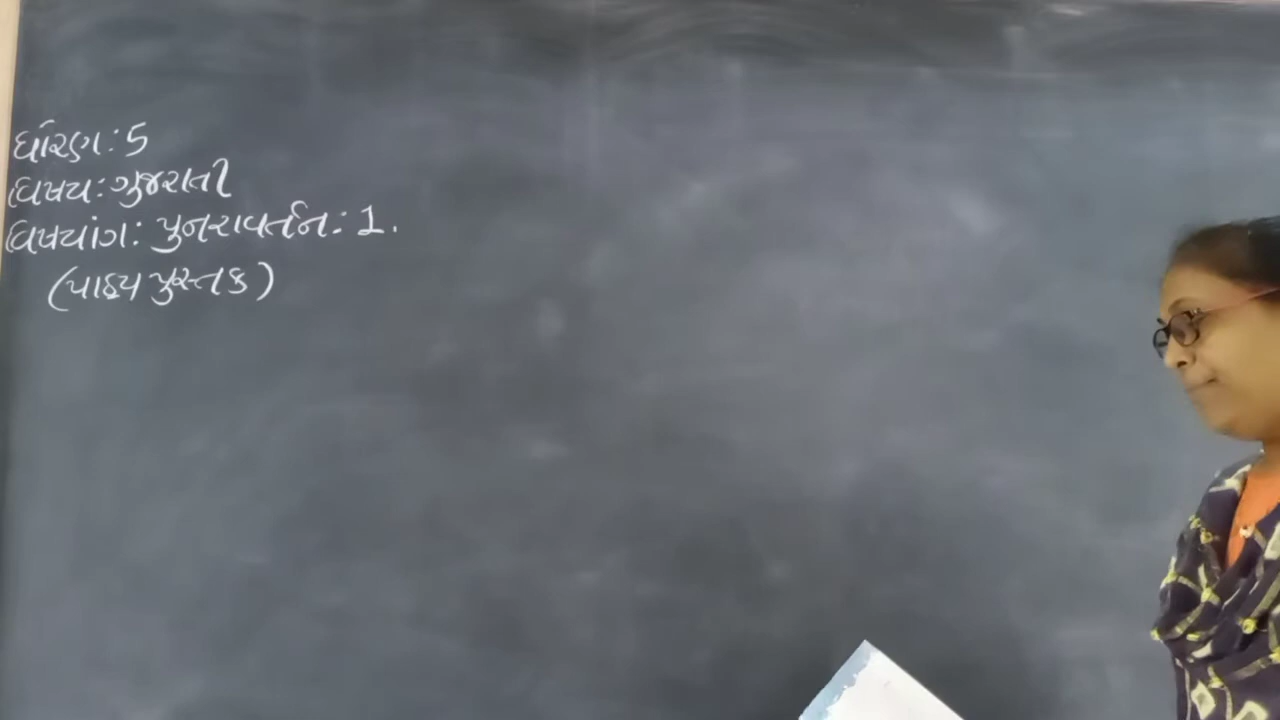 ધોરણ: 5
વિષય: ગુજરાતી
વિષયાંગ: પુનરાવર્તન: 1.
(પાઠ્યપુસ્તક)